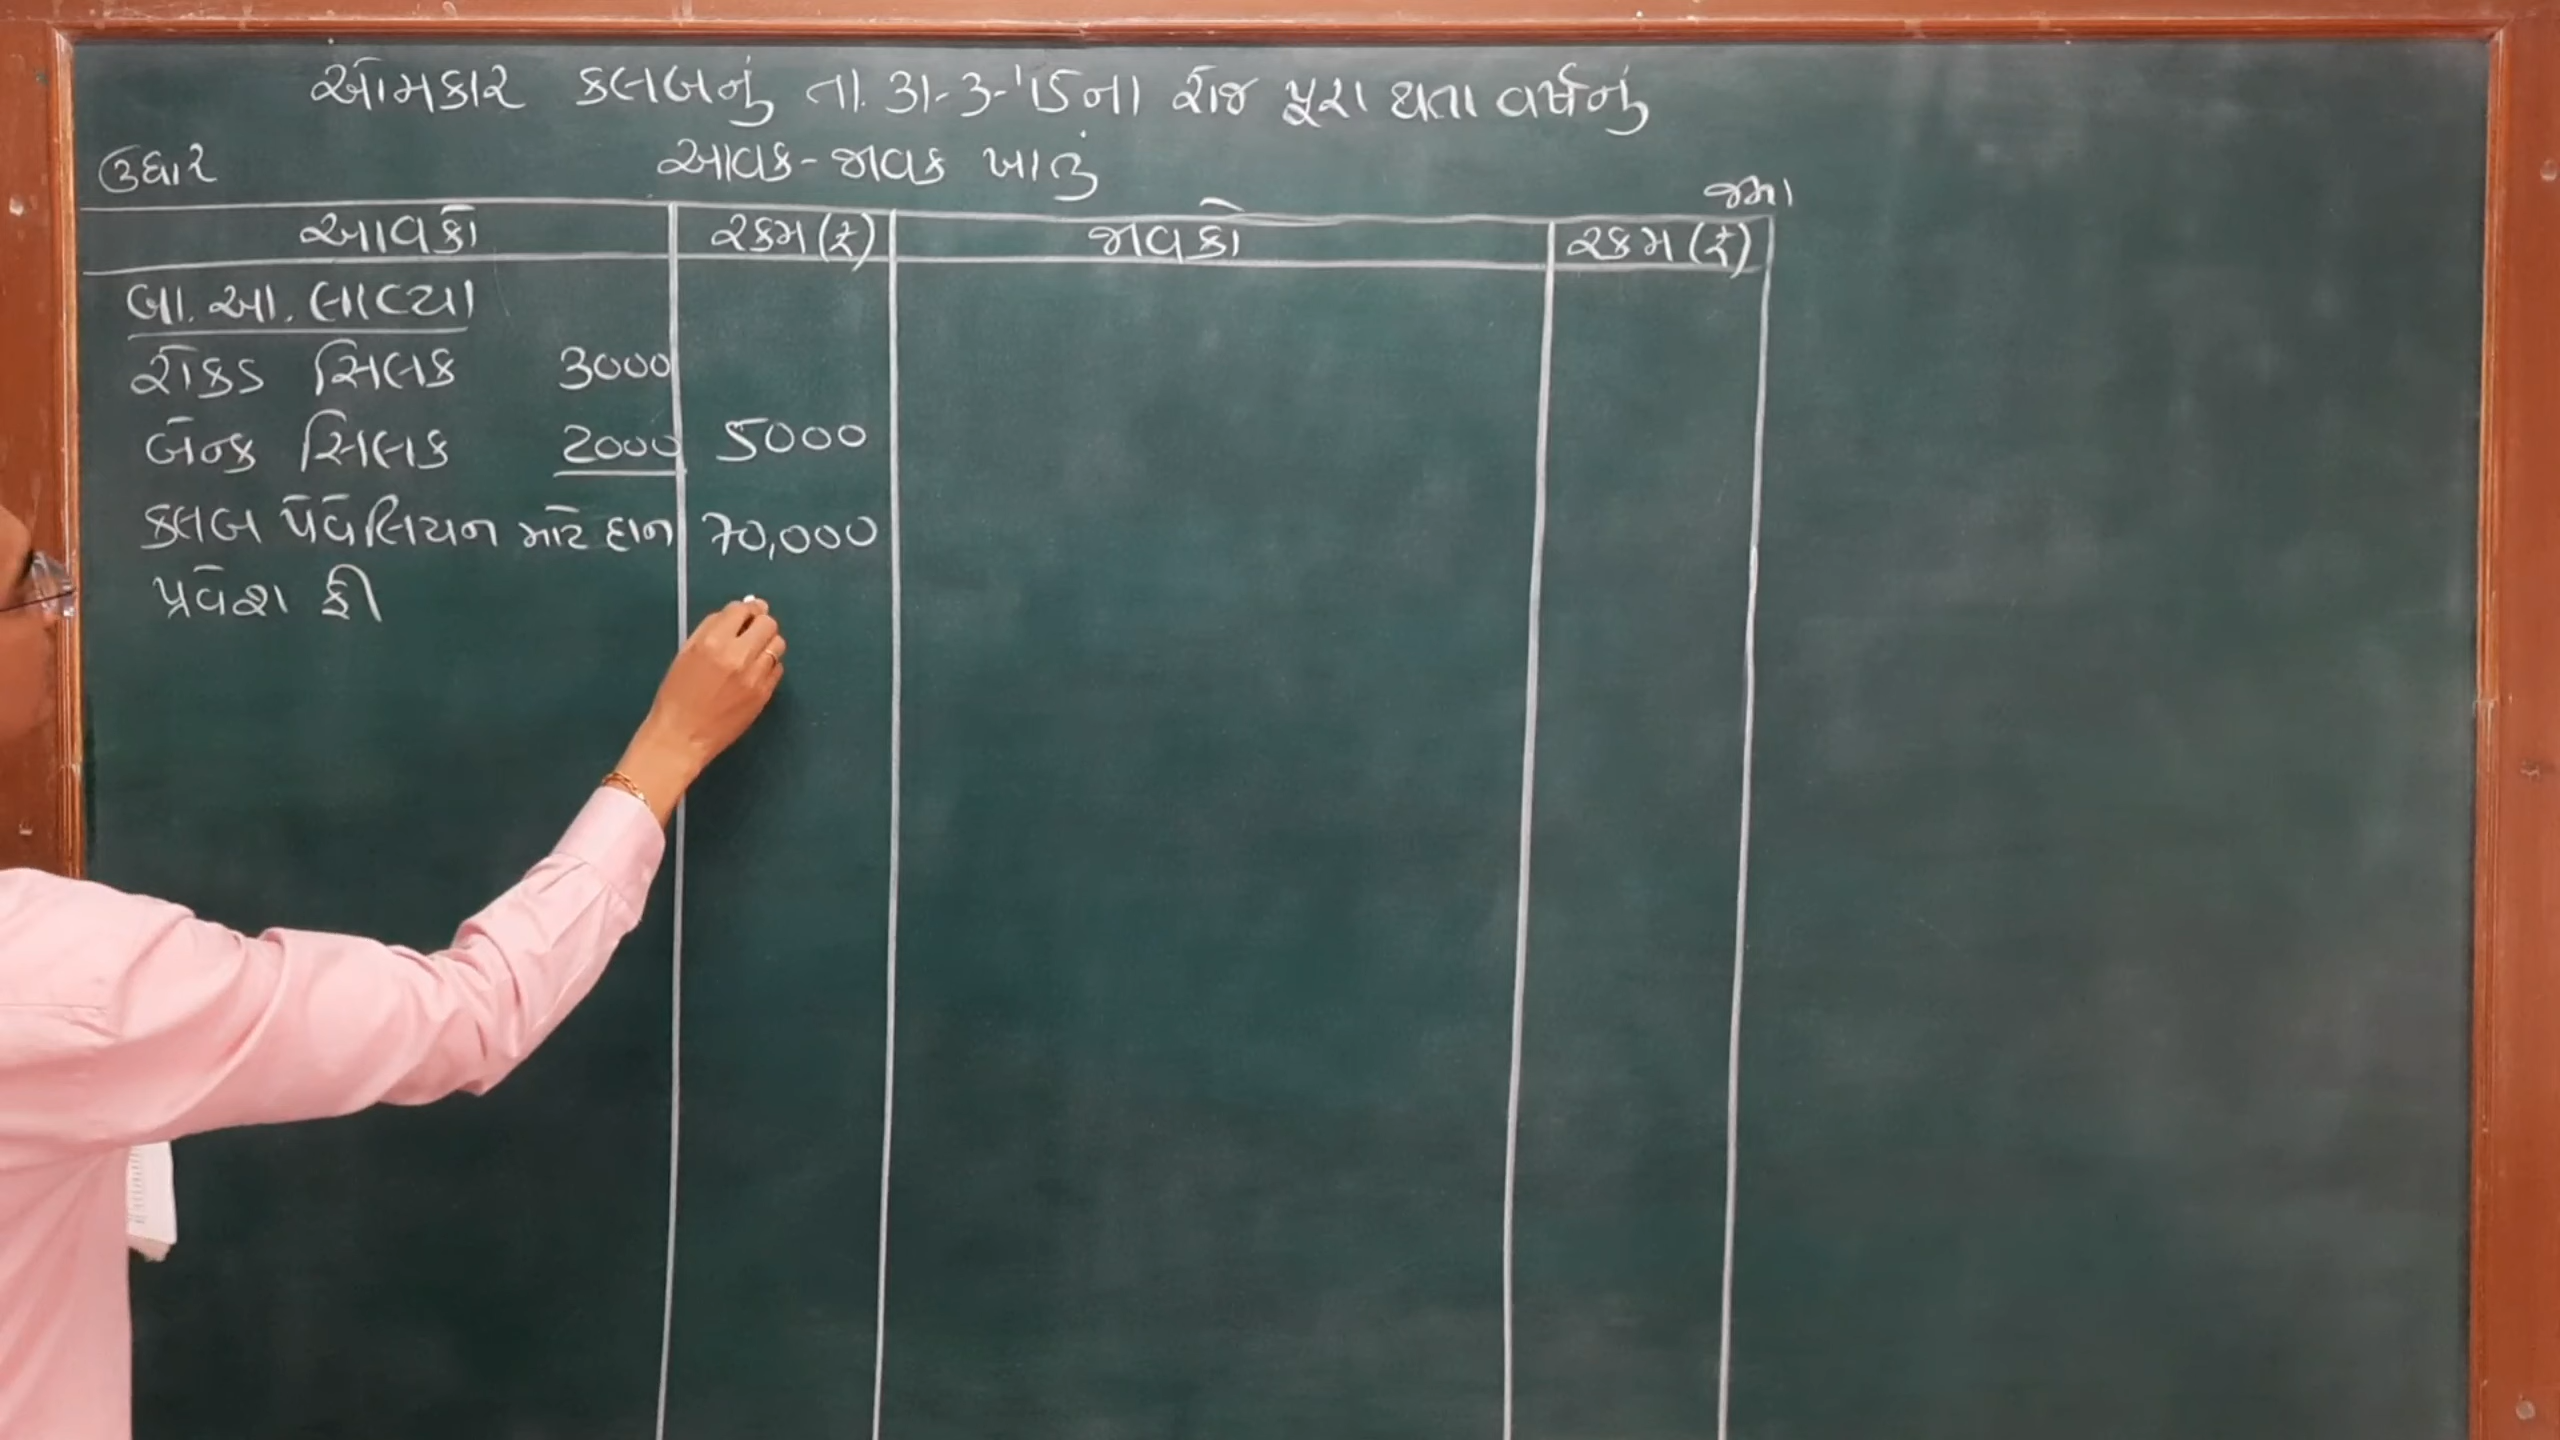 ઓમકાર ક્લબનું તા. 31-3-'15ના રોજ પૂરા થતા વર્ષનું
ઉધાર આવક-જાવક ખાતું જમા
આવકો રકમ (₹) જાવકો રકમ (₹)
બા. આ. લાવ્યા
રોકડ સિલક 3000
બેન્ક સિલક 2000 5000
ક્લબ પેવેલિયન માટે દાન 70,000
પ્રવેશ ફી